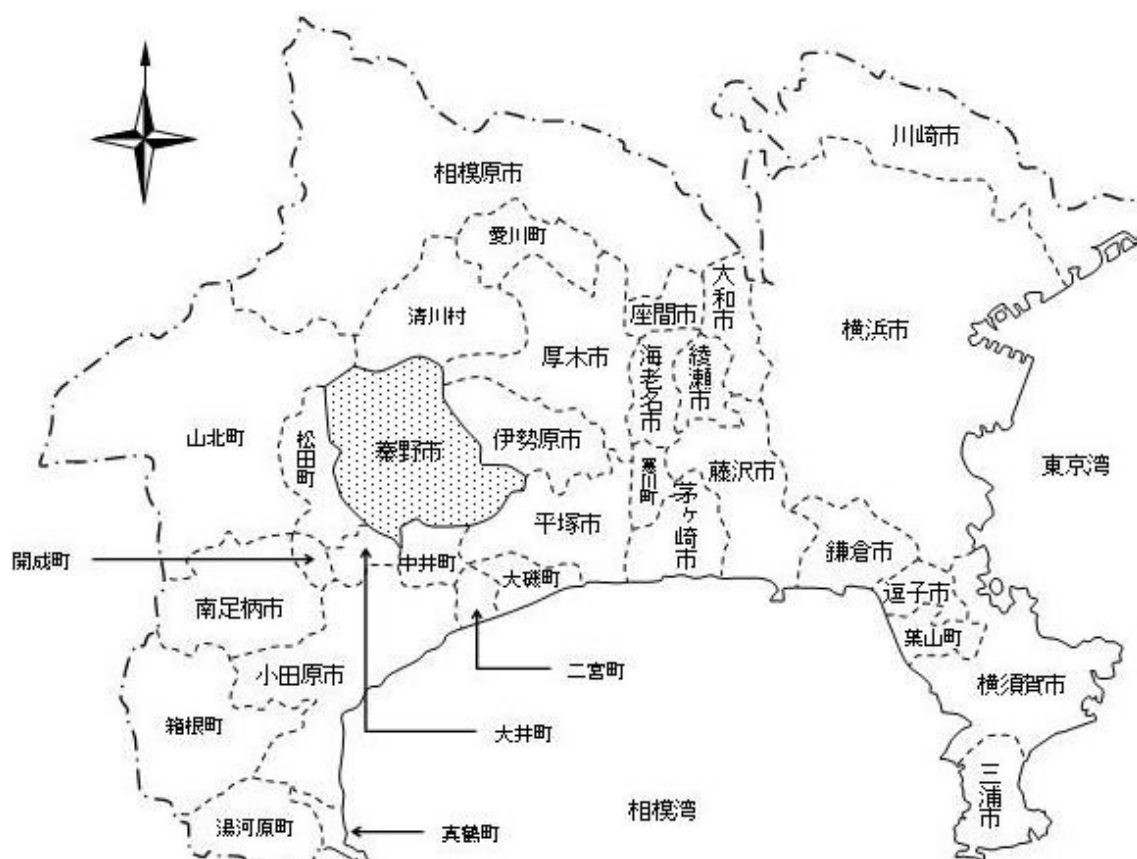 川崎市
相模原市
愛川町
大和市
清川村
座間市
横浜市
厚木市
海老名市
綾瀬市
山北町
松田町
秦野市
伊勢原市
寒川町
藤沢市
東京湾
茅ヶ崎市
平塚市
開成町
中井町
大磯町
鎌倉市
南足柄市
逗子市
葉山町
小田原市
二宮町
横須賀市
箱根町
大井町
三浦市
相模湾
湯河原町
真鶴町